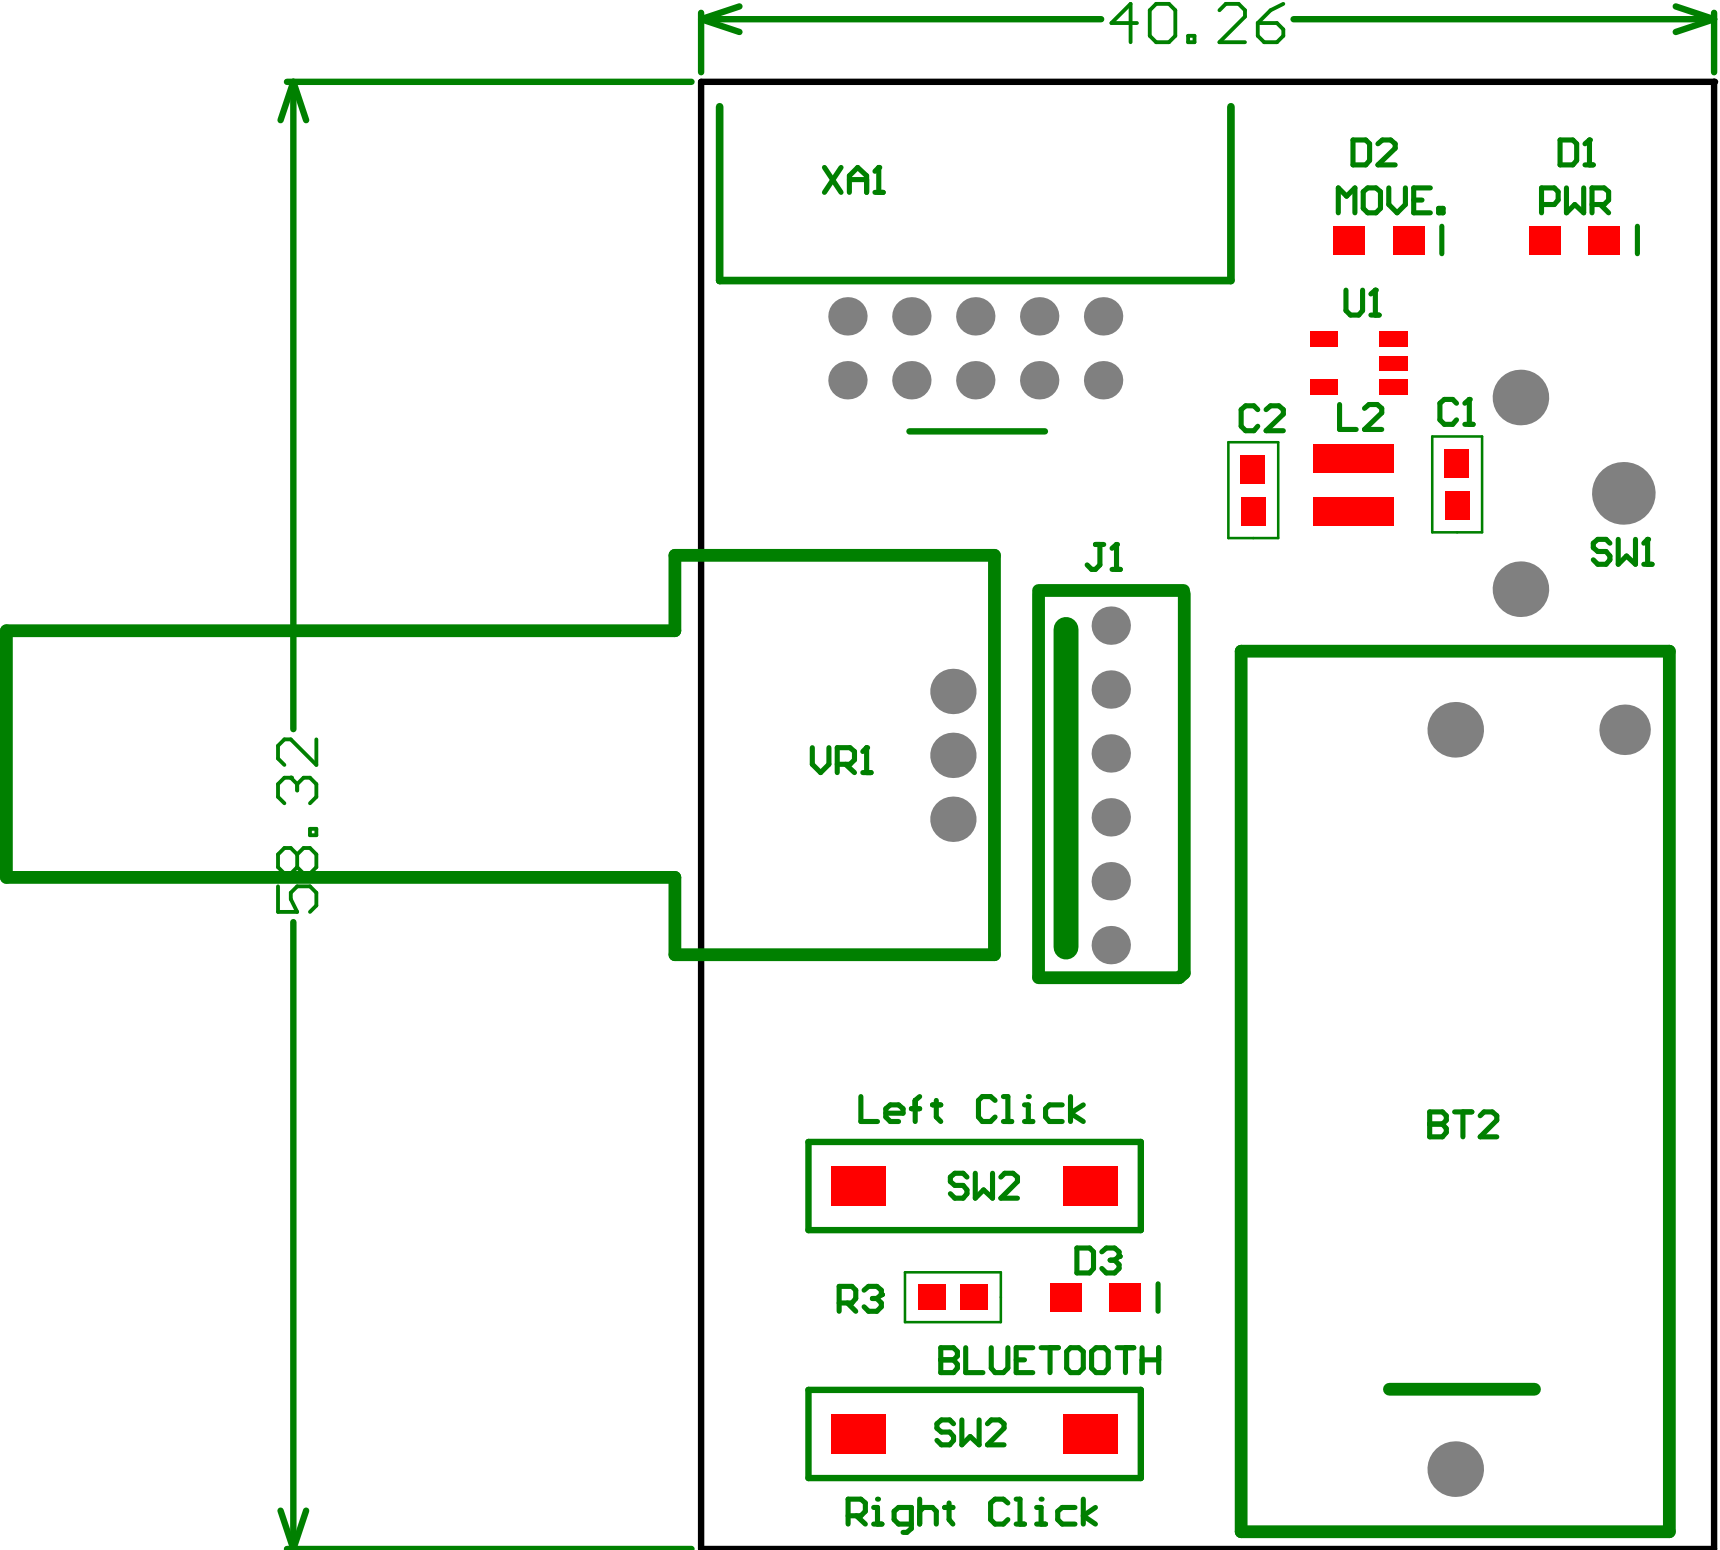 40.26
D2
D1
XA1
MOVE.
PWR
U1
C2
L2
C1
SW1
J1
VR1
58.32
Left Click
BT2
SW2
D3
R3
BLUETOOTH
SW2
Right Click